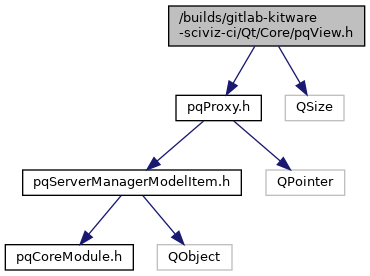 /builds/gitlab-kitware
-sciviz-ci/Qt/Core/pqView.h
pqProxy.h
QSize
pqServerManagerModelItem.h
QPointer
pqCoreModule.h
QObject